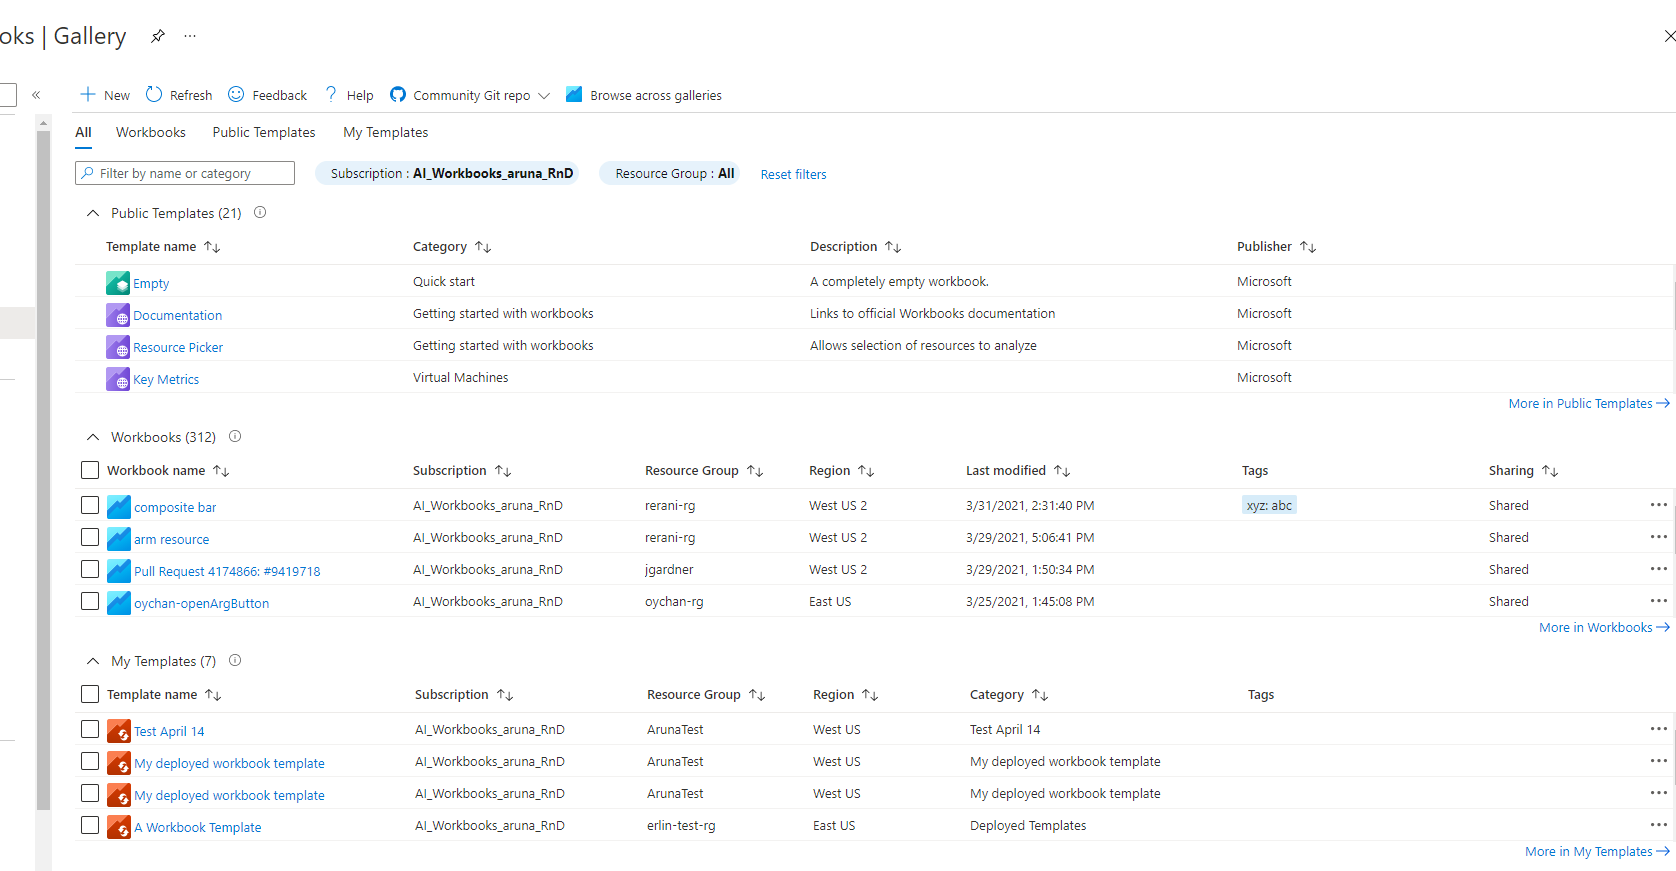 oks | Gallery
New Refresh Feedback Help Community Git repo Browse across galleries
All Workbooks Public Templates My Templates
Filter by name or category Subscription : AI_Workbooks_aruna_RnD Resource Group : All Reset filters
Public Templates (21)
Template name Category Description Publisher
Empty Quick start A completely empty workbook. Microsoft
Documentation Getting started with workbooks Links to official Workbooks documentation Microsoft
Resource Picker Getting started with workbooks Allows selection of resources to analyze Microsoft
Key Metrics Virtual Machines Microsoft
More in Public Templates
Workbooks (312)
Workbook name Subscription Resource Group Region Last modified Tags Sharing
composite bar AI_Workbooks_aruna_RnD rerani-rg West US 2 3/31/2021, 2:31:40 PM xyz: abc Shared
arm resource AI_Workbooks_aruna_RnD rerani-rg West US 2 3/29/2021, 5:06:41 PM Shared
Pull Request 4174866: #9419718 AI_Workbooks_aruna_RnD jgardner West US 2 3/29/2021, 1:50:34 PM Shared
oychan-openArgButton AI_Workbooks_aruna_RnD oychan-rg East US 3/25/2021, 1:45:08 PM Shared
More in Workbooks
My Templates (7)
Template name Subscription Resource Group Region Category Tags
Test April 14 AI_Workbooks_aruna_RnD ArunaTest West US Test April 14
My deployed workbook template AI_Workbooks_aruna_RnD ArunaTest West US My deployed workbook template
My deployed workbook template AI_Workbooks_aruna_RnD ArunaTest West US My deployed workbook template
A Workbook Template AI_Workbooks_aruna_RnD erlin-test-rg East US Deployed Templates
More in My Templates